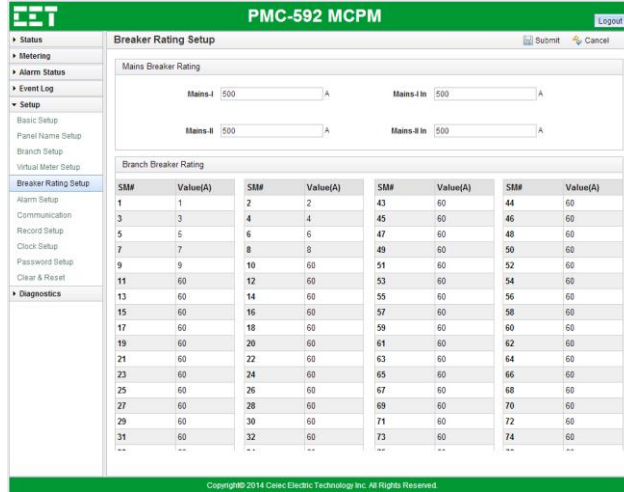 CET
PMC-592 MCPM
Logout
Status
Metering
Alarm Status
Event Log
Setup
Basic Setup
Panel Name Setup
Branch Setup
Virtual Meter Setup
Breaker Rating Setup
Alarm Setup
Communication
Record Setup
Clock Setup
Password Setup
Clear & Reset
Diagnostics
Breaker Rating Setup Submit Cancel
Mains Breaker Rating
Mains-I 500 A Mains-I In 500 A
Mains-II 500 A Mains-II In 500 A
Branch Breaker Rating
SM# Value(A) SM# Value(A) SM# Value(A) SM# Value(A)
1 1 2 2 43 60 44 60
3 3 4 4 45 60 46 60
5 5 6 6 47 60 48 60
7 7 8 8 49 60 50 60
9 9 10 60 51 60 52 60
11 60 12 60 53 60 54 60
13 60 14 60 55 60 56 60
15 60 16 60 57 60 58 60
17 60 18 60 59 60 60 60
19 60 20 60 61 60 62 60
21 60 22 60 63 60 64 60
23 60 24 60 65 60 66 60
25 60 26 60 67 60 68 60
27 60 28 60 69 60 70 60
29 60 30 60 71 60 72 60
31 60 32 60 73 60 74 60
Copyright© 2014 Ceiec Electric Technology Inc. All Rights Reserved.